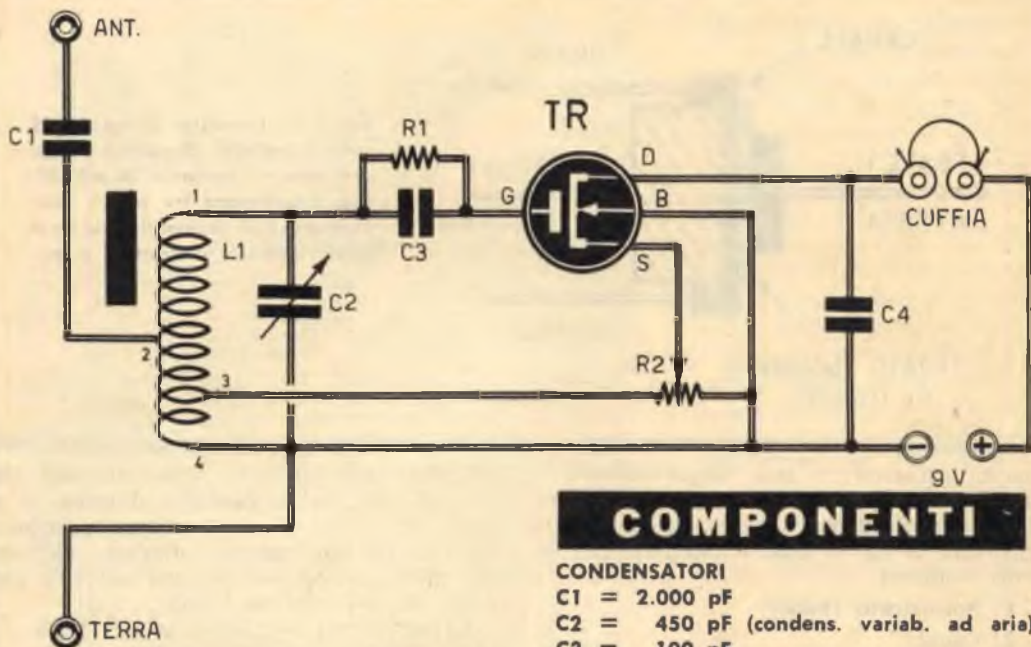 ANT.
C1
R1
TR
D
G
B
S
C3
CUFFIA
1
L1
C2
C4
2
R2
3
4
9 V
COMPONENTI
CONDENSATORI
C1 = 2.000 pF
C2 = 450 pF (condens. variab. ad aria)
TERRA